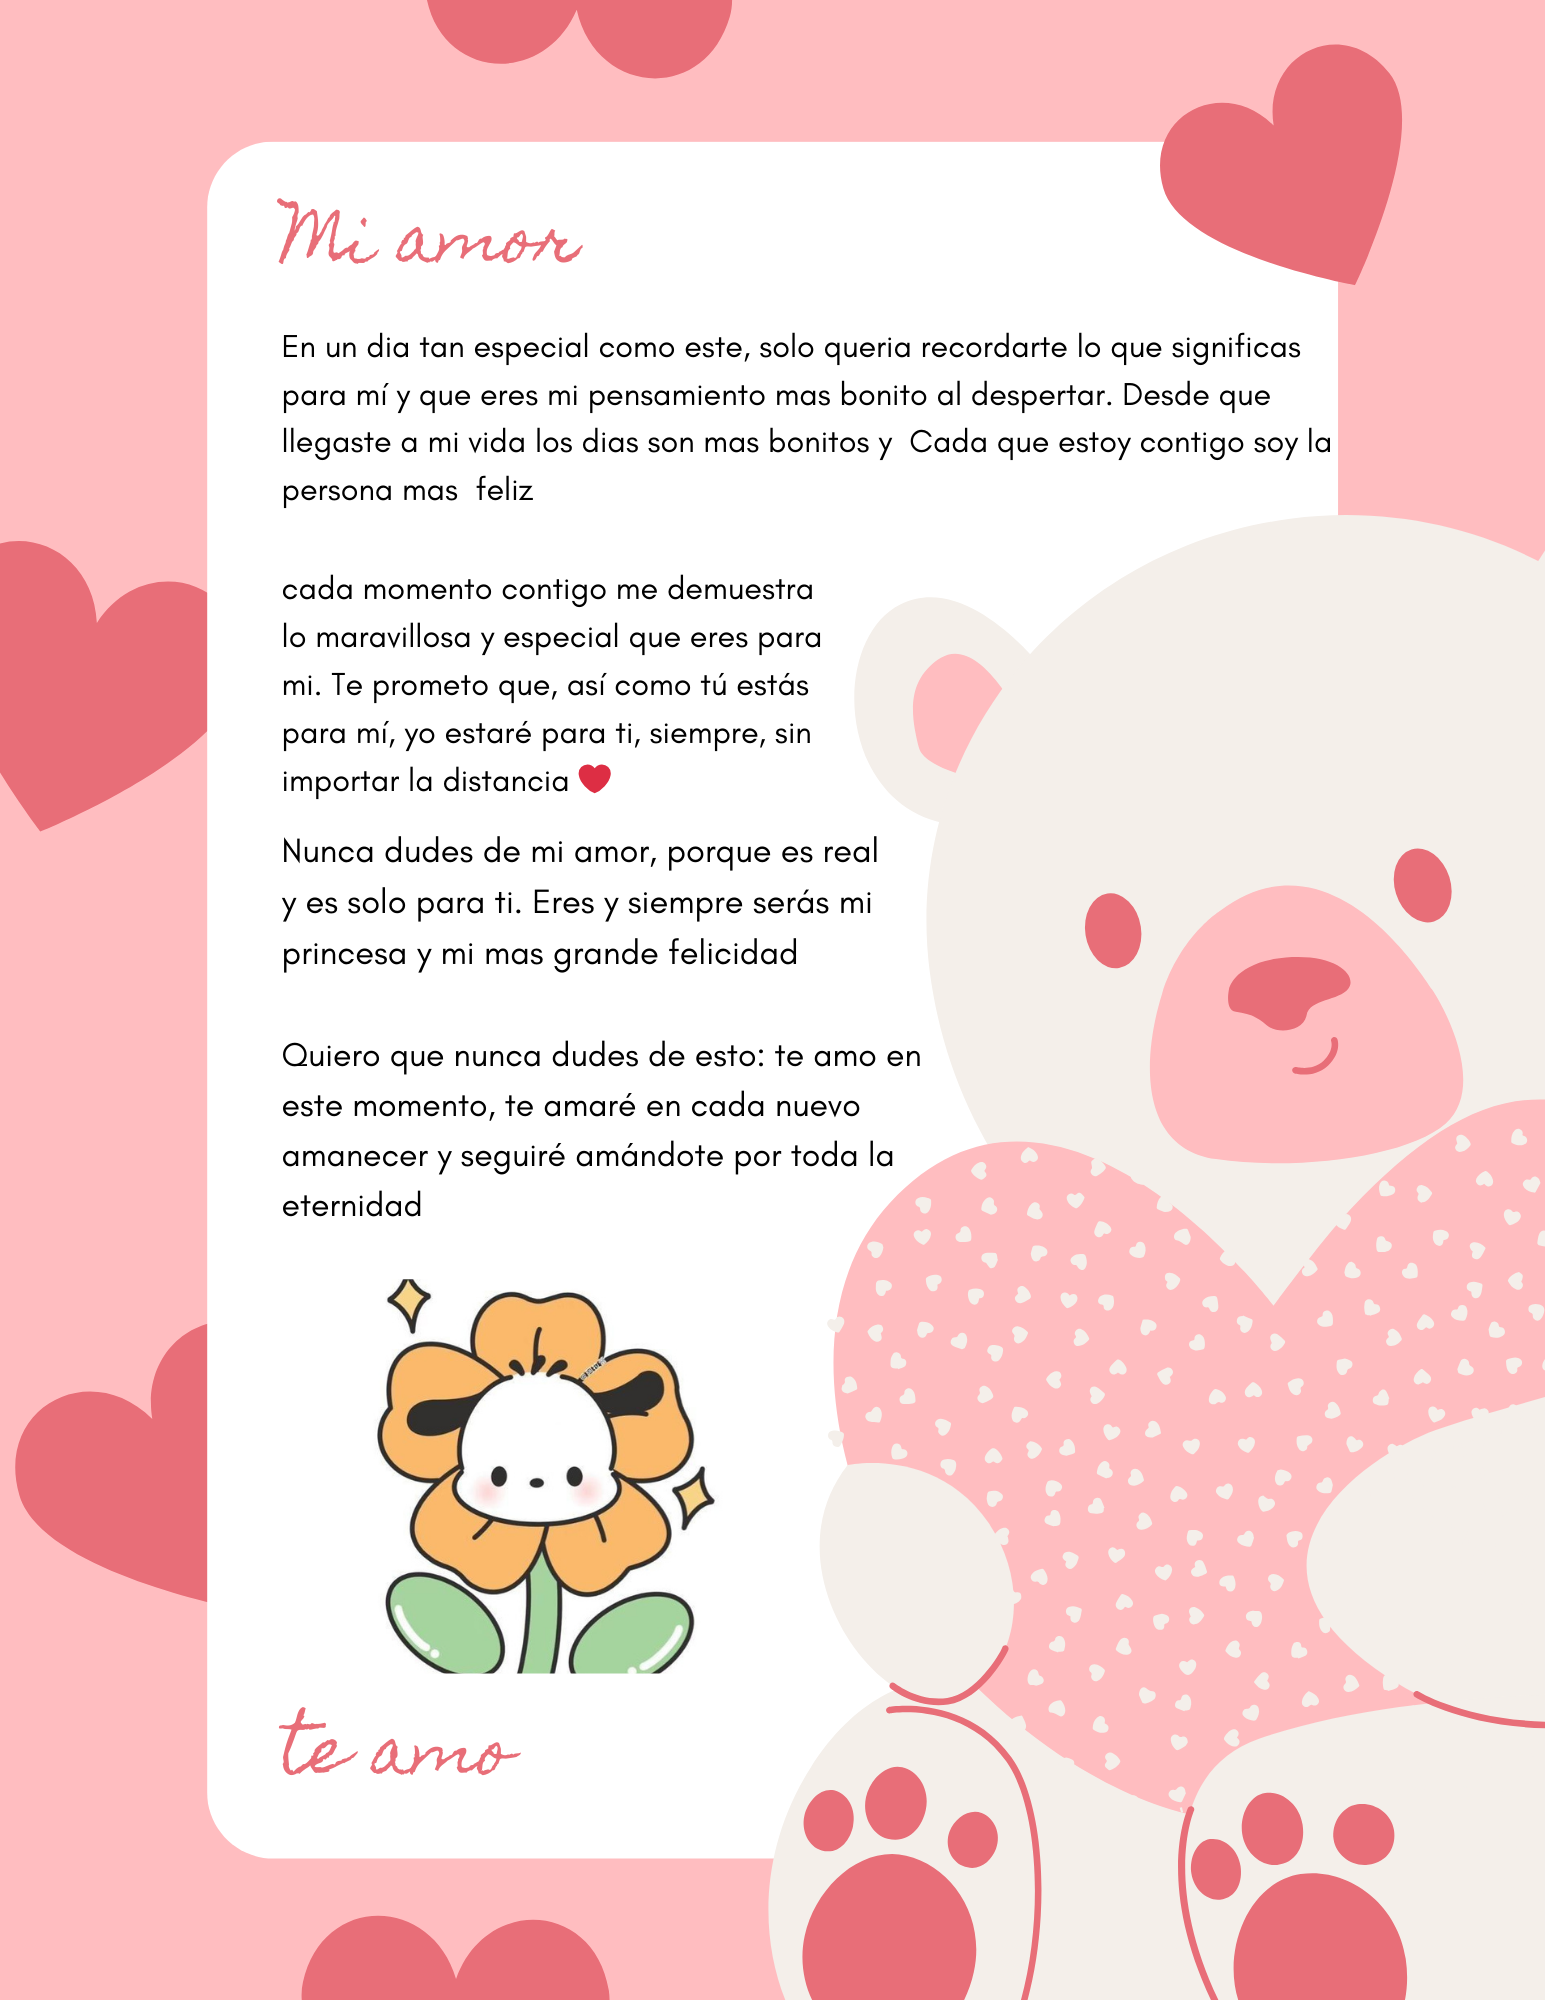 Mi amor
En un dia tan especial como este, solo queria recordarte lo que significas
para mí y que eres mi pensamiento mas bonito al despertar. Desde que
llegaste a mi vida los dias son mas bonitos y  Cada que estoy contigo soy la
persona mas  feliz
cada momento contigo me demuestra
lo maravillosa y especial que eres para
mi. Te prometo que, así como tú estás
para mí, yo estaré para ti, siempre, sin
importar la distancia ❤️
Nunca dudes de mi amor, porque es real
y es solo para ti. Eres y siempre serás mi
princesa y mi mas grande felicidad
Quiero que nunca dudes de esto: te amo en
este momento, te amaré en cada nuevo
amanecer y seguiré amándote por toda la
eternidad
te amo